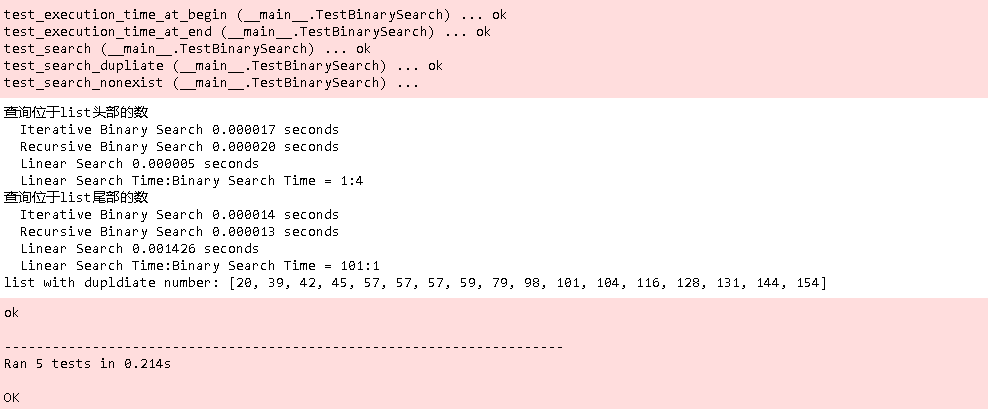 test_execution_time_at_begin (__main__.TestBinarySearch) ... ok
test_execution_time_at_end (__main__.TestBinarySearch) ... ok
test_search (__main__.TestBinarySearch) ... ok
test_search_dupliate (__main__.TestBinarySearch) ... ok
test_search_nonexist (__main__.TestBinarySearch) ...
查询位于list头部的数
  Iterative Binary Search 0.000017 seconds
  Recursive Binary Search 0.000020 seconds
  Linear Search 0.000005 seconds
  Linear Search Time:Binary Search Time = 1:4
查询位于list尾部的数
  Iterative Binary Search 0.000014 seconds
  Recursive Binary Search 0.000013 seconds
  Linear Search 0.001426 seconds
  Linear Search Time:Binary Search Time = 101:1
list with dupldiate number: [20, 39, 42, 45, 57, 57, 57, 59, 79, 98, 101, 104, 116, 128, 131, 144, 154]
ok
----------------------------------------------------------------------
Ran 5 tests in 0.214s
OK